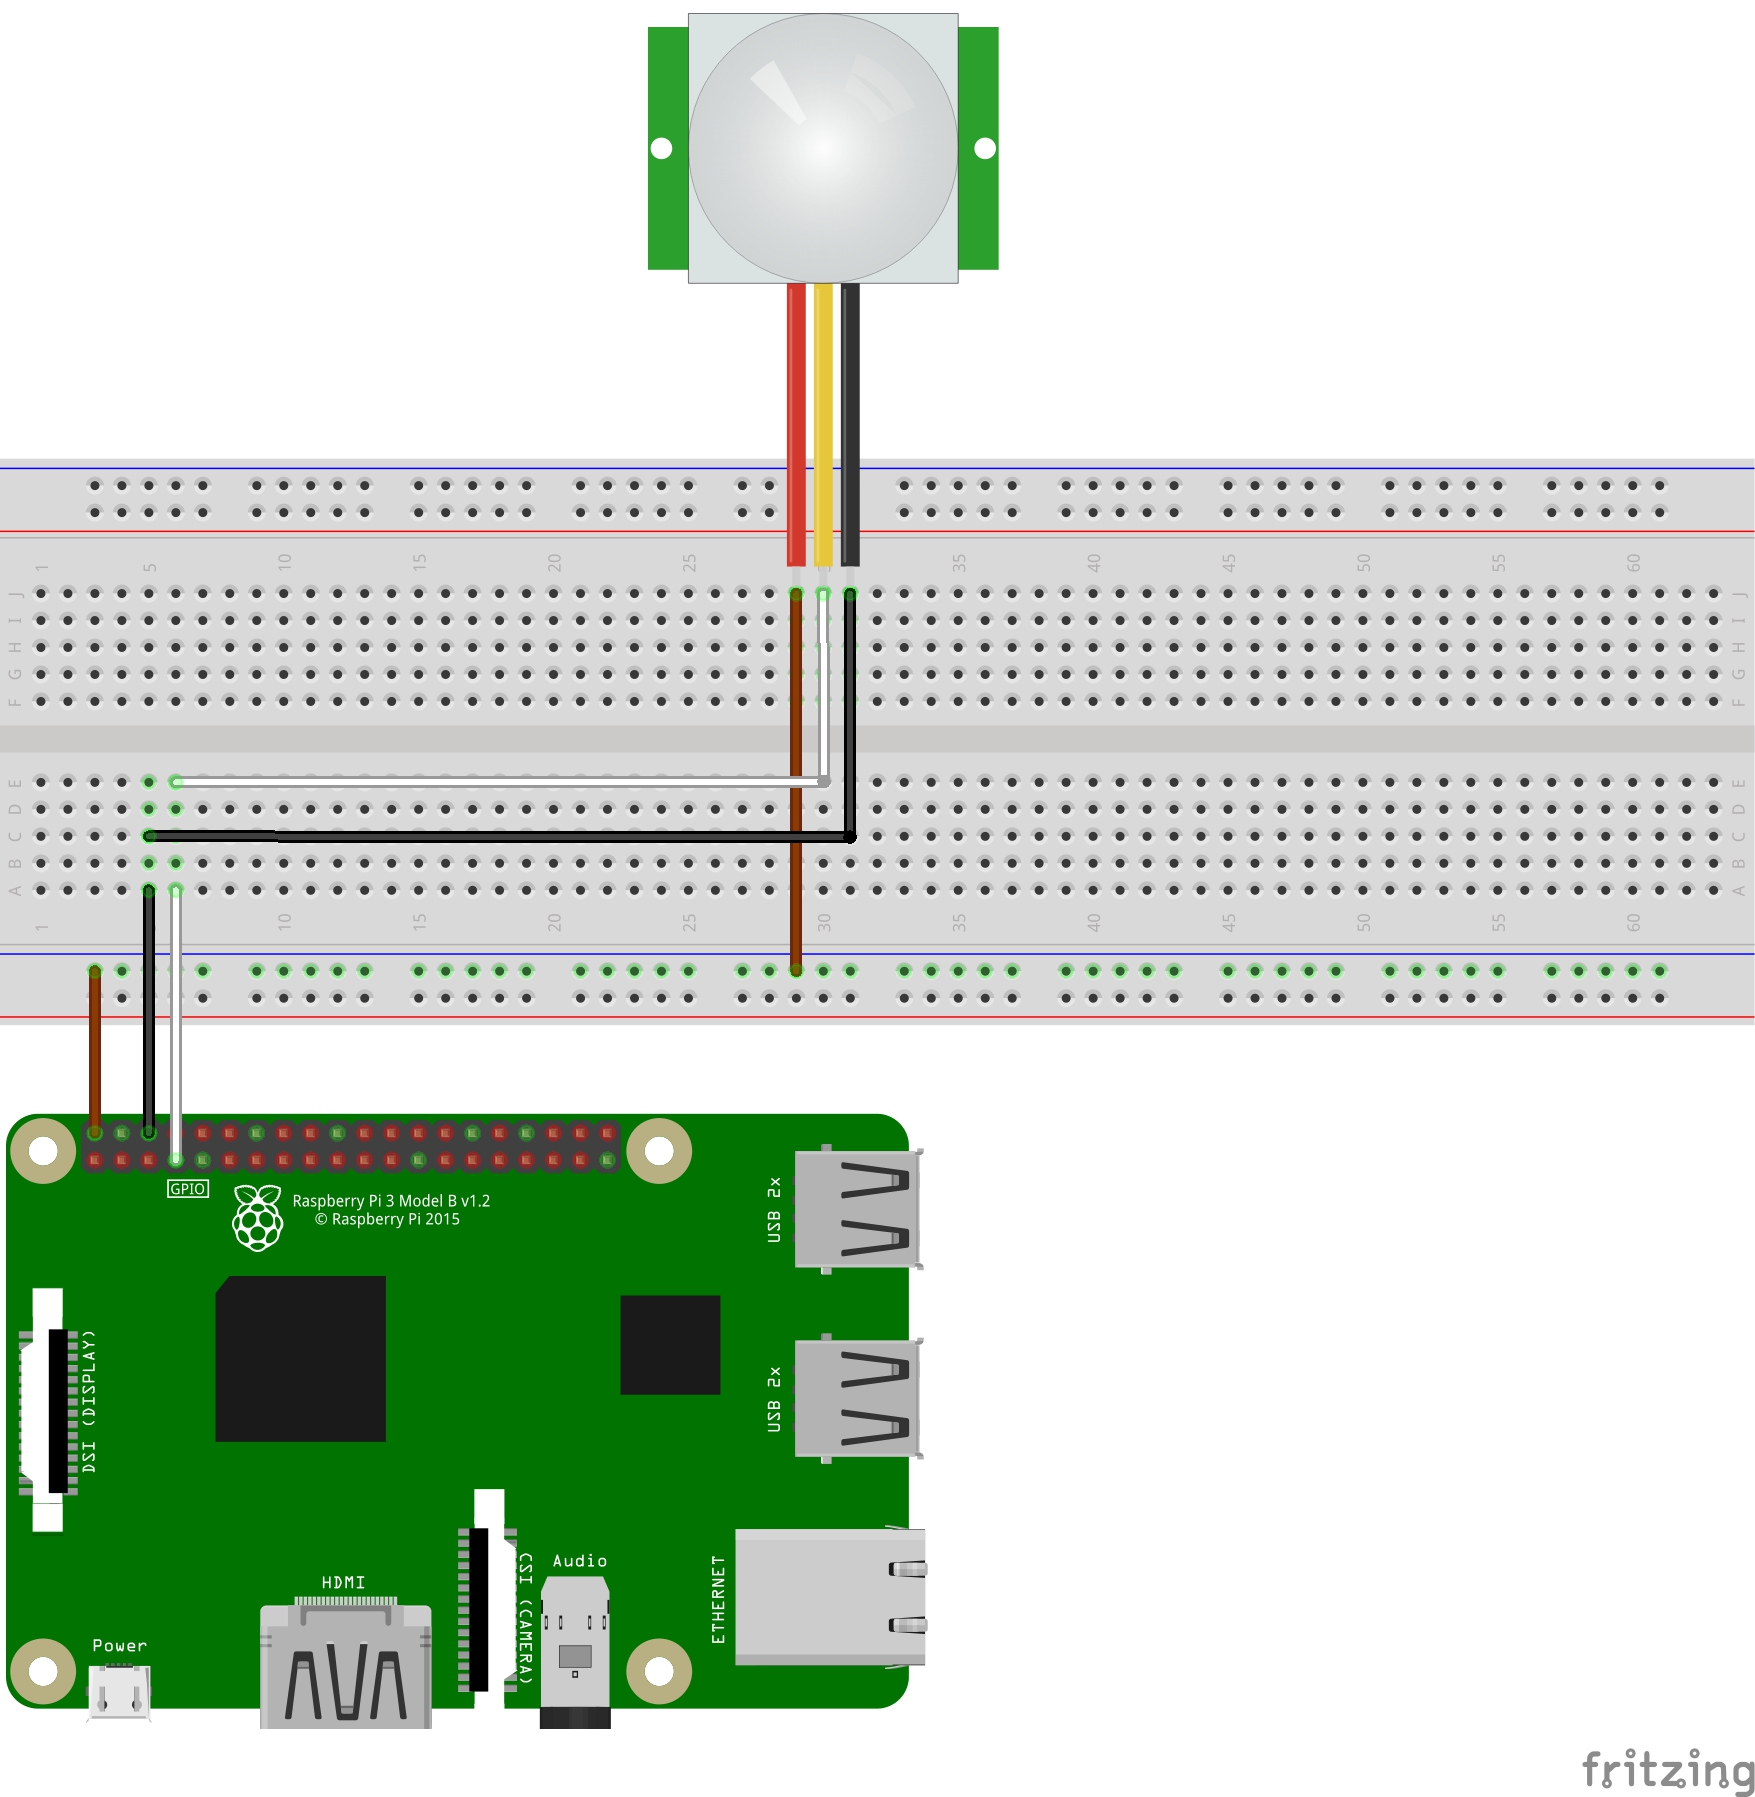 1 5 10 15 20 25 35 40 45 50 55 60
J J
I I
H H
G G
F F
E E
D D
C C
B B
A A
1 10 15 20 25 30 35 40 45 50 55 60
GPIO
Raspberry Pi 3 Model B v1.2
© Raspberry Pi 2015
USB 2x
USB 2x
DSI (DISPLAY)
CSI (CAMERA)
Audio
ETHERNET
HDMI
Power
fritzing